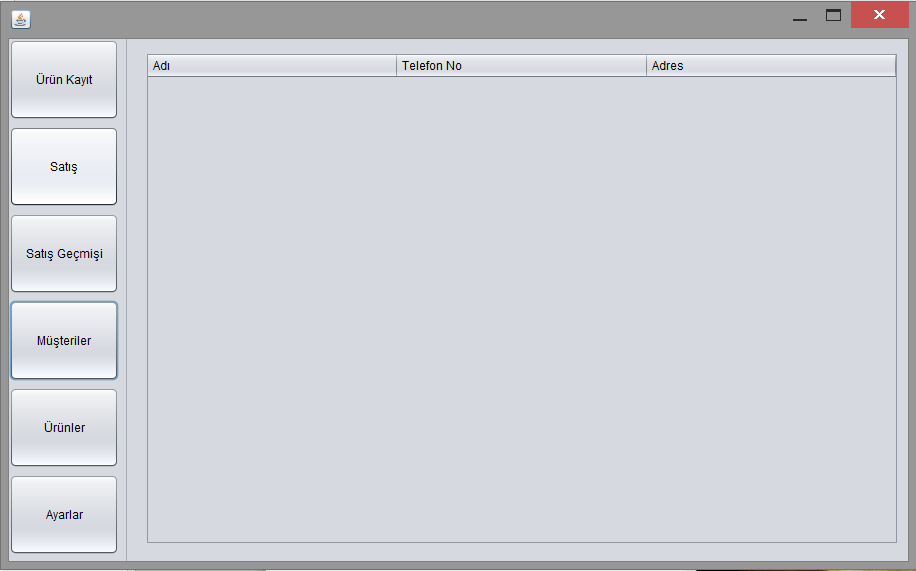 Ürün Kayıt
Satış
Satış Geçmişi
Müşteriler
Ürünler
Ayarlar
Adı Telefon No Adres